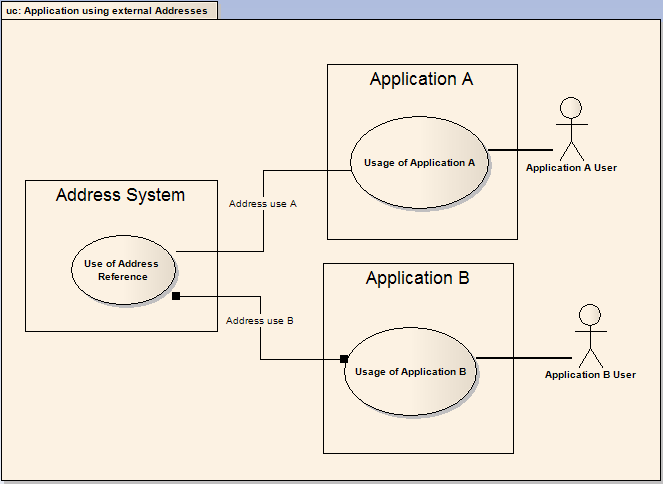 uc: Application using external Addresses
Application A
Usage of Application A
Application A User
Address System
Address use A
Use of Address
Reference
Application B
Address use B
Usage of Application B
Application B User